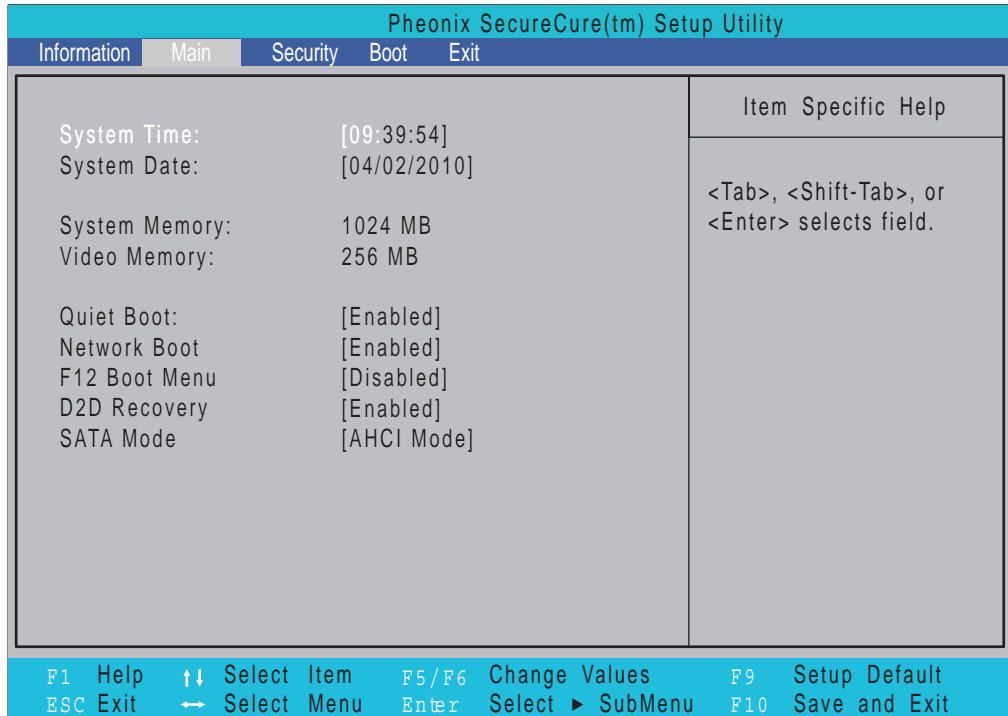 Pheonix SecureCure(tm) Setup Utility
Information Main Security Boot Exit
Item Specific Help
System Time: [09:39:54]
System Date: [04/02/2010]
<Tab>, <Shift-Tab>, or
<Enter> selects field.
System Memory: 1024 MB
Video Memory: 256 MB
Quiet Boot: [Enabled]
Network Boot [Enabled]
F12 Boot Menu [Disabled]
D2D Recovery [Enabled]
SATA Mode [AHCI Mode]
F1 Help ↑↓ Select Item F5/F6 Change Values F9 Setup Default
ESC Exit ↔ Select Menu Enter Select ► SubMenu F10 Save and Exit